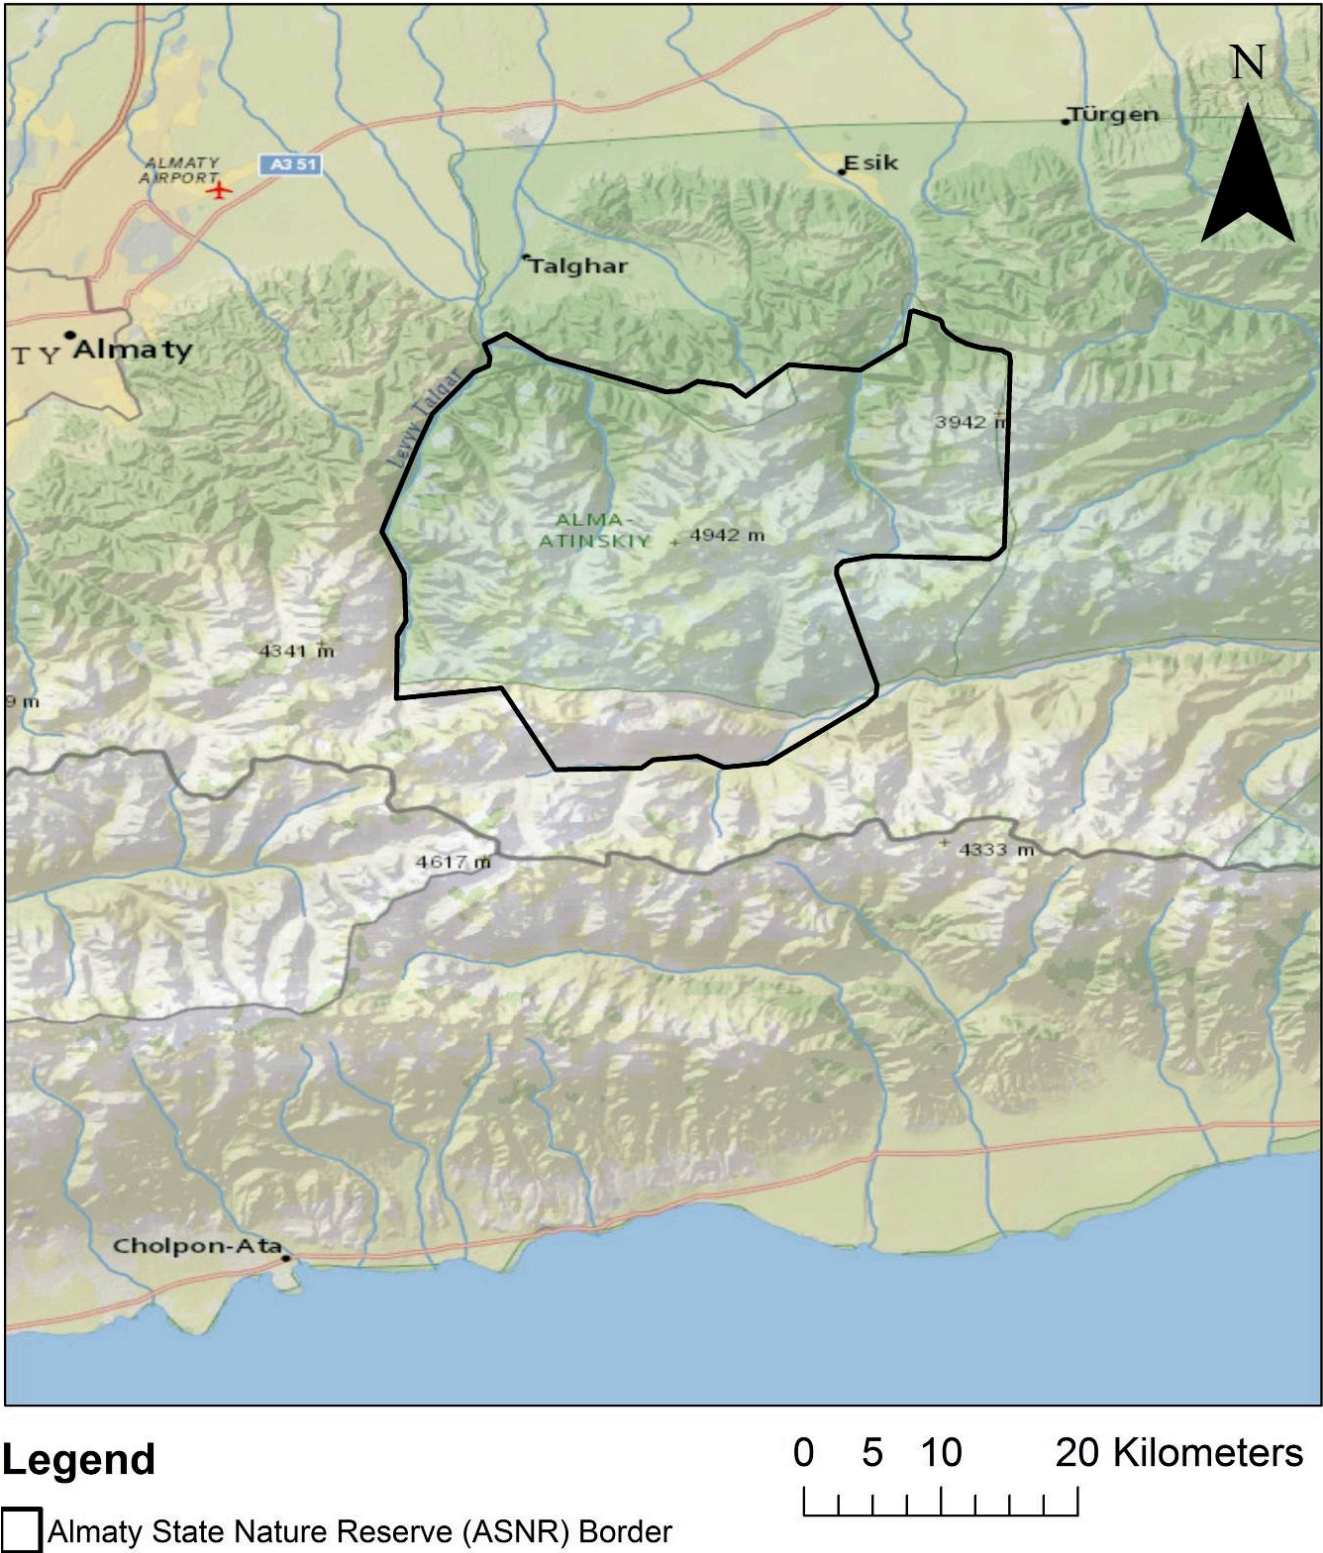 N
Türgen
ALMATY
AIRPORT
A3 51
Esik
Talghar
T Y
Almaty
Levyy Talgar
3942 m
ALMA-
ATINSKIY
4942 m
4341 m
9 m
4617 m
4333 m
Cholpon-Ata
Legend
0 5 10 20 Kilometers
Almaty State Nature Reserve (ASNR) Border